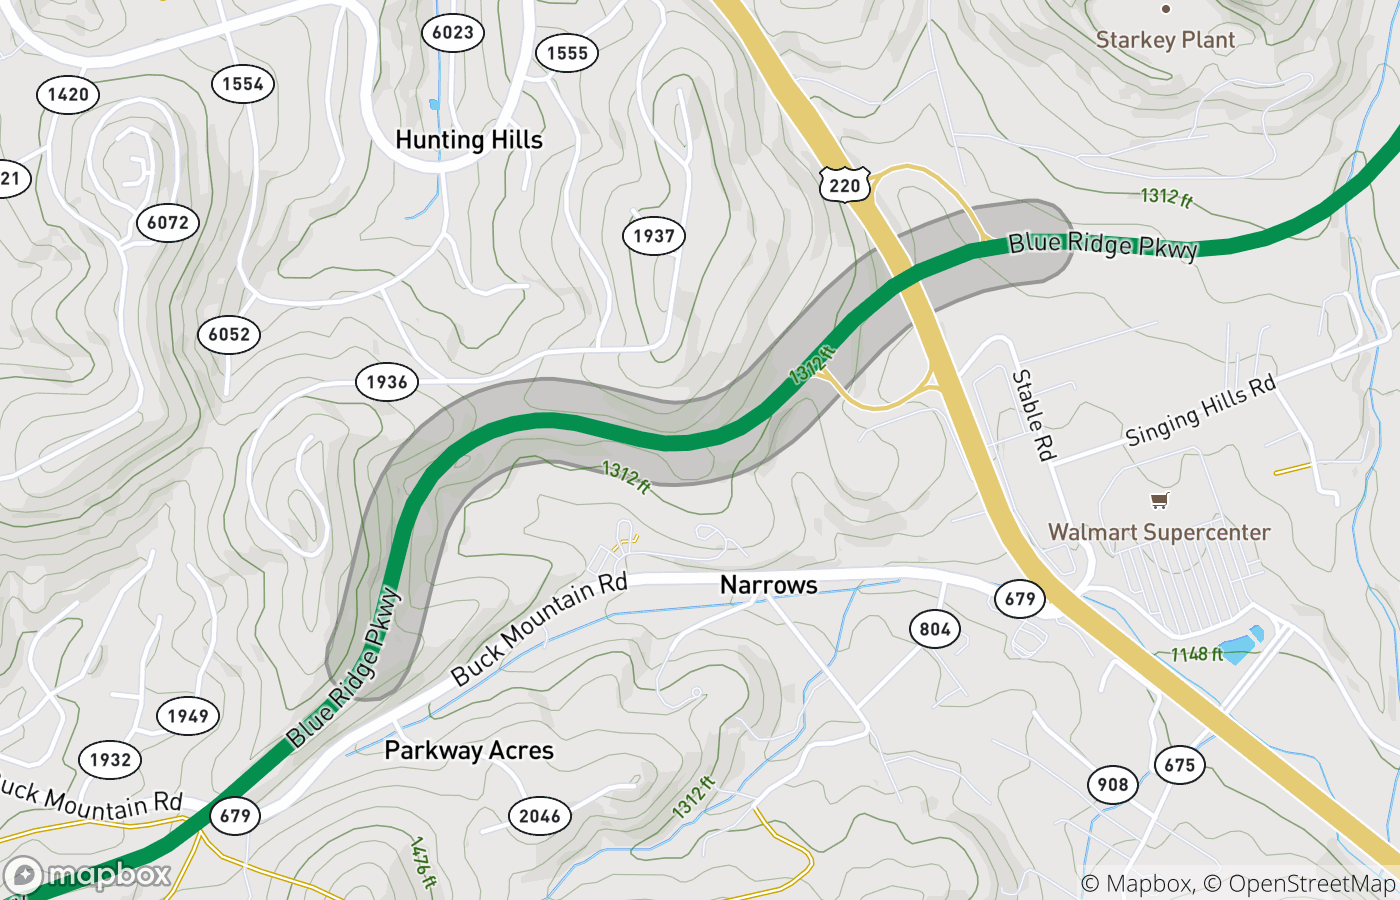 6023
Starkey Plant
1555
1554
1420
Hunting Hills
21
220
1312 ft
6072
1937
Blue Ridge Pkwy
6052
1312 ft
1936
Stable Rd
Singing Hills Rd
1312 ft
Walmart Supercenter
Blue Ridge Pkwy
Buck Mountain Rd
Narrows
679
804
1148 ft
1949
Parkway Acres
1932
675
Buck Mountain Rd
1312 ft
908
679
2046
1476 ft
mapbox
© Mapbox, © OpenStreetMap